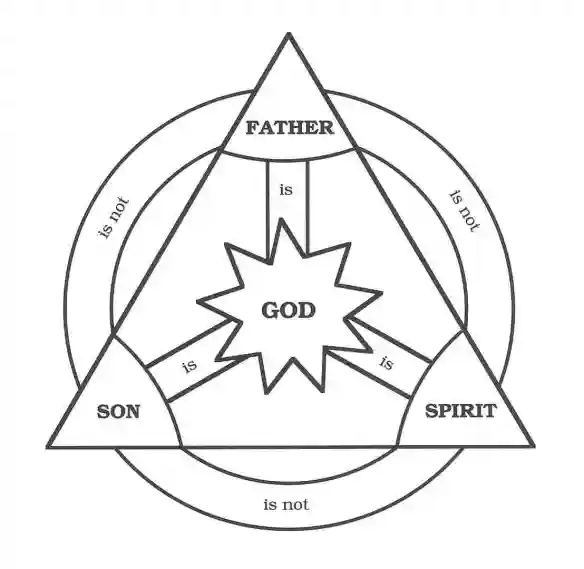 FATHER
is
is not
is not
GOD
is
is
SON
SPIRIT
is not